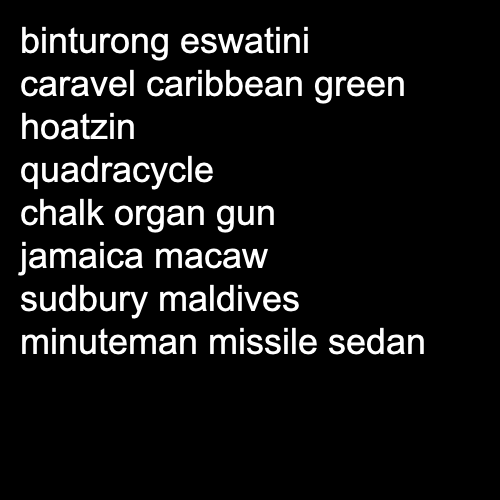 binturong eswatini
caravel caribbean green
hoatzin
quadracycle
chalk organ gun
jamaica macaw
sudbury maldives
minuteman missile sedan